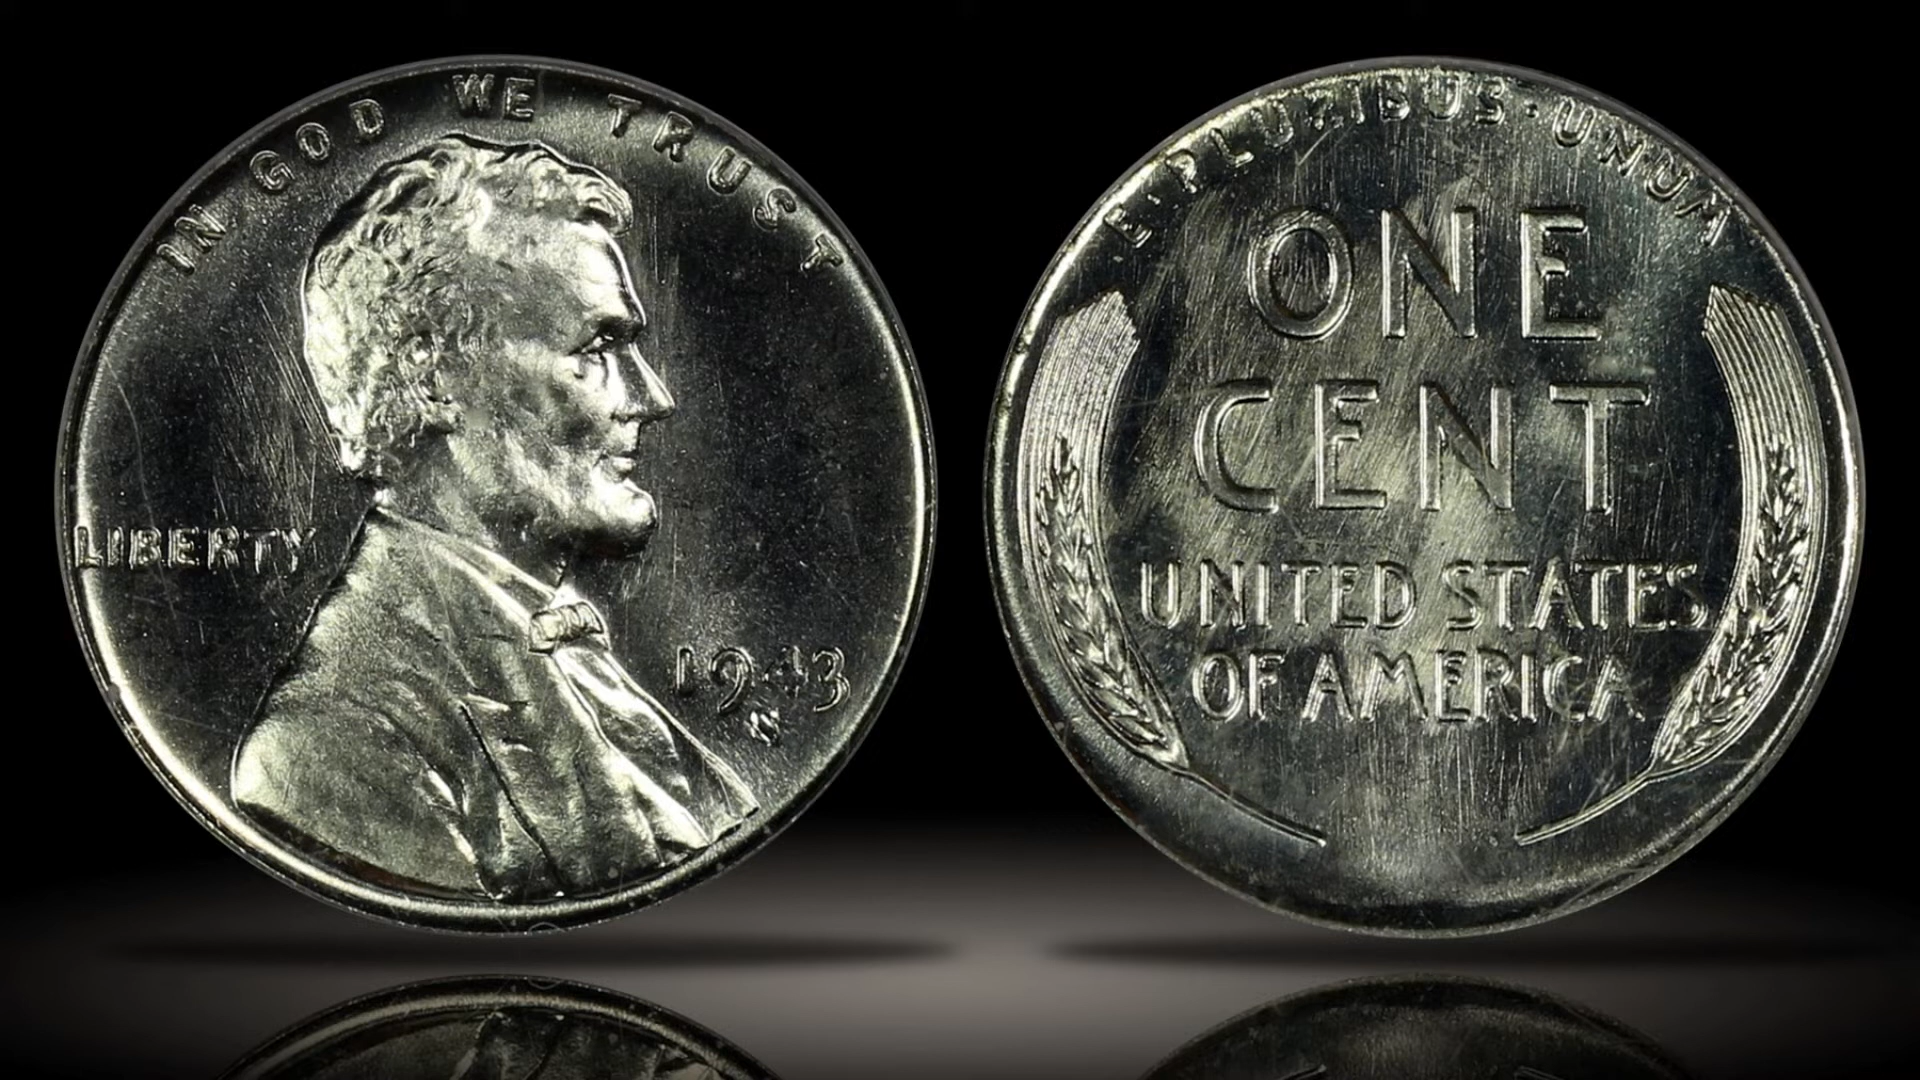 IN GOD WE TRUST
LIBERTY
1943
E·PLURIBUS·UNUM
ONE
CENT
UNITED STATES
OF AMERICA